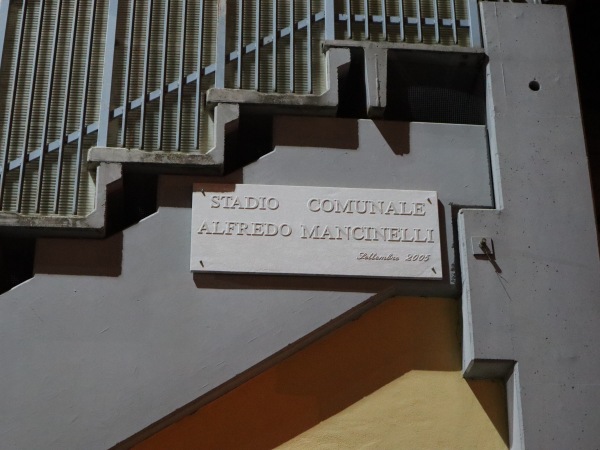 STADIO COMUNALE
ALFREDO MANCINELLI
Settembre 2005